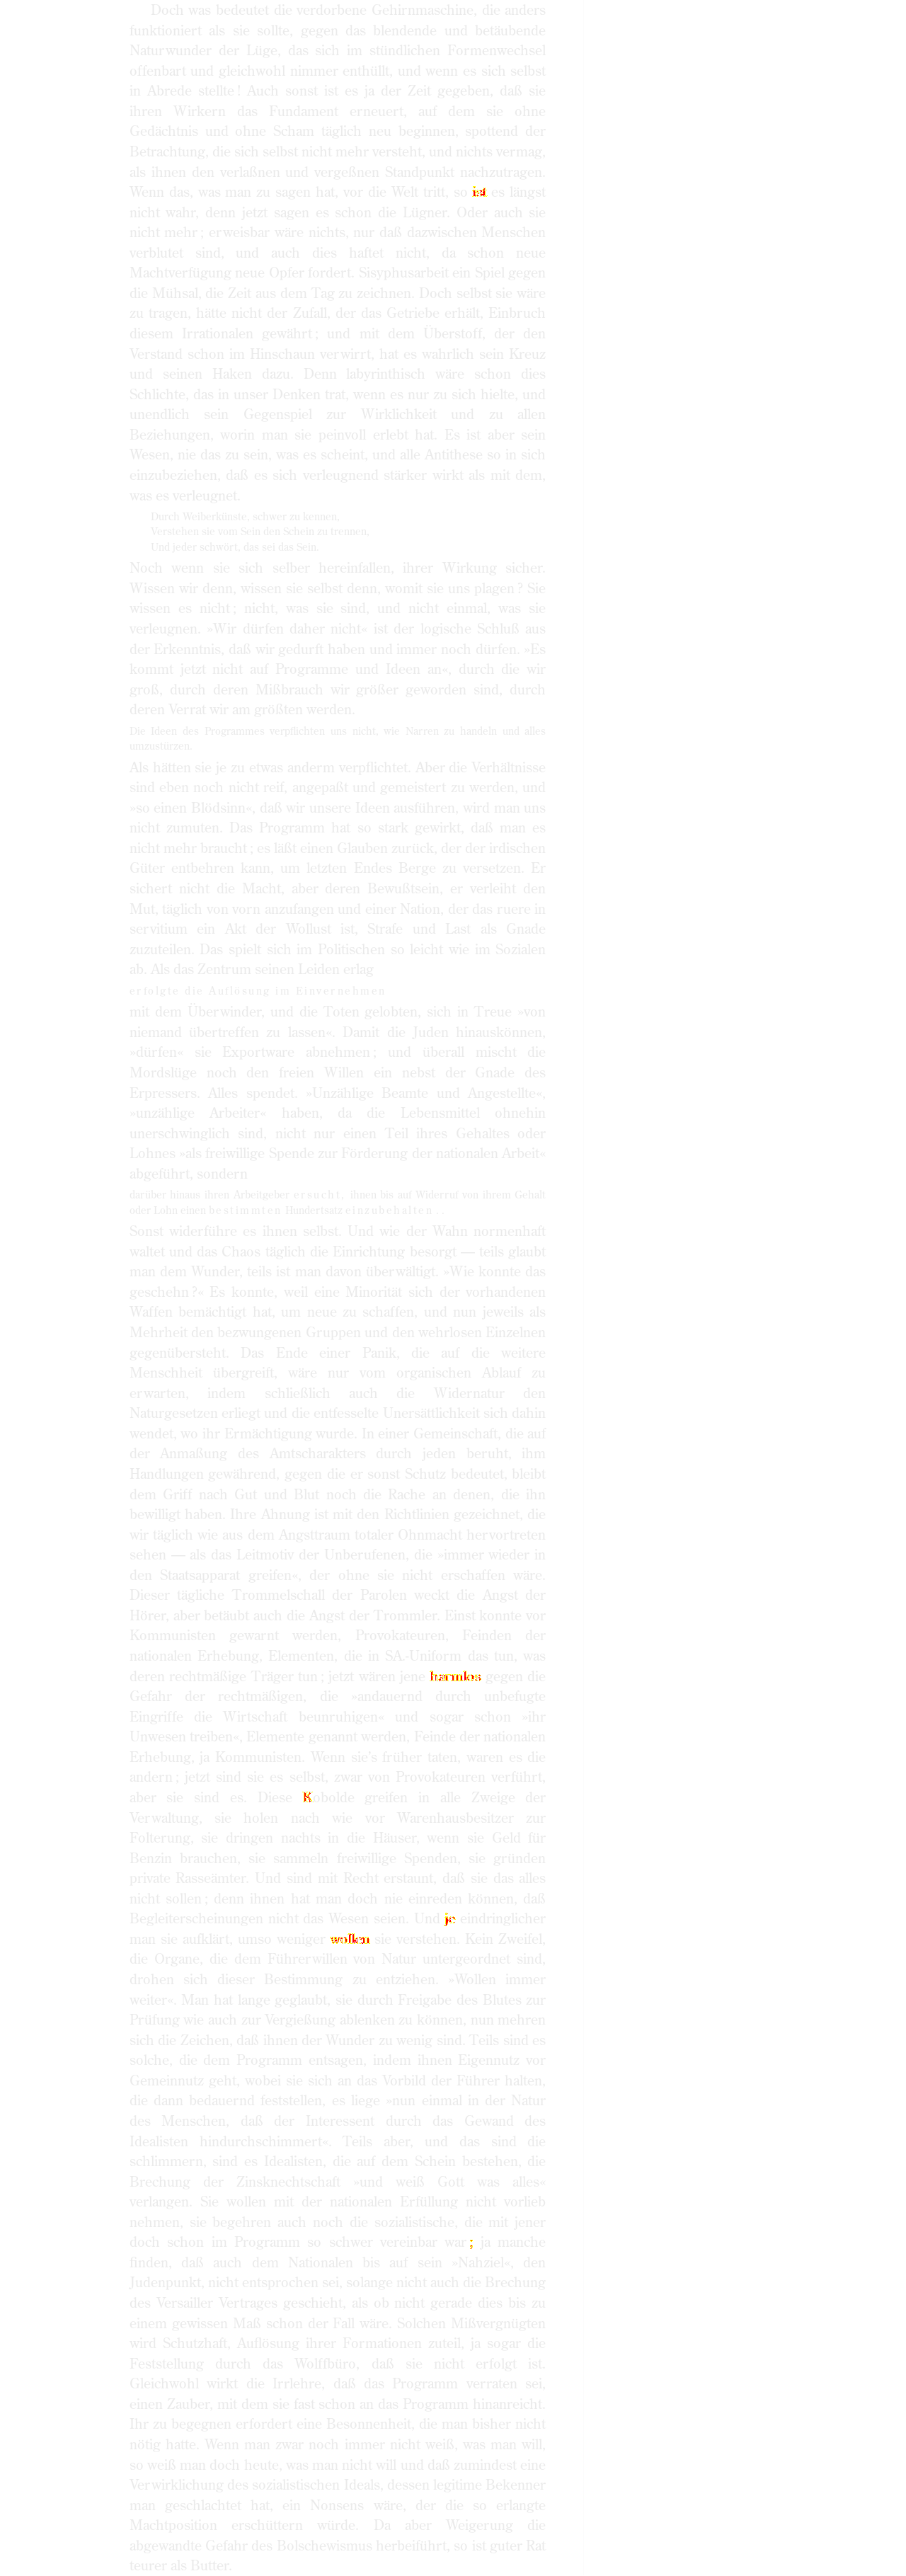 Doch was bedeutet die verdorbene Gehirnmaschine, die anders
funktioniert als sie sollte, gegen das blendende und betäubende
Naturwunder der Lüge, das sich im stündlichen Formenwechsel
offenbart und gleichwohl nimmer enthüllt, und wenn es sich selbst
in Abrede stellte ! Auch sonst ist es ja der Zeit gegeben, daß sie
ihren Wirkern das Fundament erneuert, auf dem sie ohne
Gedächtnis und ohne Scham täglich neu beginnen, spottend der
Betrachtung, die sich selbst nicht mehr versteht, und nichts vermag,
als ihnen den verlaßnen und vergeßnen Standpunkt nachzutragen.
Wenn das, was man zu sagen hat, vor die Welt tritt, so ist es längst
nicht wahr, denn jetzt sagen es schon die Lügner. Oder auch sie
nicht mehr ; erweisbar wäre nichts, nur daß dazwischen Menschen
verblutet sind, und auch dies haftet nicht, da schon neue
Machtverfügung neue Opfer fordert, Sisyphusarbeit ein Spiel gegen
die Mühsal, die Zeit aus dem Tag zu zeichnen. Doch selbst sie wäre
zu tragen, hätte nicht der Zufall, der das Getriebe erhält, Einbruch
diesem Irrationalen gewährt ; und mit dem Überstoff, der den
Verstand schon im Hinschaun verwirrt, hat es wahrlich sein Kreuz
und seinen Haken dazu. Denn labyrinthisch wäre schon dies
Schlichte, das in unser Denken trat, wenn es nur zu sich hielte, und
unendlich sein Gegenspiel zur Wirklichkeit und zu allen
Beziehungen, worin man sie peinvoll erlebt hat. Es ist aber sein
Wesen, nie das zu sein, was es scheint, und alle Antithese so in sich
einzubeziehen, daß es sich verleugnend stärker wirkt als mit dem,
was es verleugnet.
Durch Weiberkünste, schwer zu kennen,
Verstehen sie vom Sein den Schein zu trennen,
Und jeder schwört, das sei das Sein.
Noch wenn sie sich selber hereinfallen, ihrer Wirkung sicher.
Wissen wir denn, wissen sie selbst denn, womit sie uns plagen ? Sie
wissen es nicht ; nicht, was sie sind, und nicht einmal, was sie
verleugnen. »Wir dürfen daher nicht« ist der logische Schluß aus
der Erkenntnis, daß wir gedurft haben und immer noch dürfen. »Es
kommt jetzt nicht auf Programme und Ideen an«, durch die wir
groß, durch deren Mißbrauch wir größer geworden sind, durch
deren Verrat wir am größten werden.
Die Ideen des Programmes verpflichten uns nicht, wie Narren zu handeln und alles
umzustürzen.
Als hätten sie je zu etwas anderm verpflichtet. Aber die Verhältnisse
sind eben noch nicht reif, angepaßt und gemeistert zu werden, und
»so einen Blödsinn«, daß wir unsere Ideen ausführen, wird man uns
nicht zumuten. Das Programm hat so stark gewirkt, daß man es
nicht mehr braucht ; es läßt einen Glauben zurück, der der irdischen
Güter entbehren kann, um letzten Endes Berge zu versetzen. Er
sichert nicht die Macht, aber deren Bewußtsein, er verleiht den
Mut, täglich von vorn anzufangen und einer Nation, der das ruere in
servitium ein Akt der Wollust ist, Strafe und Last als Gnade
zuzuteilen. Das spielt sich im Politischen so leicht wie im Sozialen
ab. Als das Zentrum seinen Leiden erlag
erfolgte die Auflösung im Einvernehmen
mit dem Überwinder, und die Toten gelobten, sich in Treue »von
niemand übertreffen zu lassen«. Damit die Juden hinauskönnen,
»dürfen« sie Exportware abnehmen ; und überall mischt die
Mordslüge noch den freien Willen ein nebst der Gnade des
Erpressers. Alles spendet. »Unzählige Beamte und Angestellte«,
»unzählige Arbeiter« haben, da die Lebensmittel ohnehin
unerschwinglich sind, nicht nur einen Teil ihres Gehaltes oder
Lohnes »als freiwillige Spende zur Förderung der nationalen Arbeit«
abgeführt, sondern
darüber hinaus ihren Arbeitgeber ersucht, ihnen bis auf Widerruf von ihrem Gehalt
oder Lohn einen bestimmten Hundertsatz einzubehalten . .
Sonst widerführe es ihnen selbst. Und wie der Wahn normenhaft
waltet und das Chaos täglich die Einrichtung besorgt — teils glaubt
man dem Wunder, teils ist man davon überwältigt. »Wie konnte das
geschehn ?« Es konnte, weil eine Minorität sich der vorhandenen
Waffen bemächtigt hat, um neue zu schaffen, und nun jeweils als
Mehrheit den bezwungenen Gruppen und den wehrlosen Einzelnen
gegenübersteht. Das Ende einer Panik, die auf die weitere
Menschheit übergreift, wäre nur vom organischen Ablauf zu
erwarten, indem schließlich auch die Widernatur den
Naturgesetzen erliegt und die entfesselte Unersättlichkeit sich dahin
wendet, wo ihr Ermächtigung wurde. In einer Gemeinschaft, die auf
der Anmaßung des Amtscharakters durch jeden beruht, ihm
Handlungen gewährend, gegen die er sonst Schutz bedeutet, bleibt
dem Griff nach Gut und Blut noch die Rache an denen, die ihn
bewilligt haben. Ihre Ahnung ist mit den Richtlinien gezeichnet, die
wir täglich wie aus dem Angsttraum totaler Ohnmacht hervortreten
sehen — als das Leitmotiv der Unberufenen, die »immer wieder in
den Staatsapparat greifen«, der ohne sie nicht erschaffen wäre.
Dieser tägliche Trommelschall der Parolen weckt die Angst der
Hörer, aber betäubt auch die Angst der Trommler. Einst konnte vor
Kommunisten gewarnt werden, Provokateuren, Feinden der
nationalen Erhebung, Elementen, die in SA.-Uniform das tun, was
deren rechtmäßige Träger tun ; jetzt wären jene harmlos gegen die
Gefahr der rechtmäßigen, die »andauernd durch unbefugte
Eingriffe die Wirtschaft beunruhigen« und sogar schon »ihr
Unwesen treiben«, Elemente genannt werden, Feinde der nationalen
Erhebung, ja Kommunisten. Wenn sie's früher taten, waren es die
andern ; jetzt sind sie es selbst, zwar von Provokateuren verführt,
aber sie sind es. Diese Kobolde greifen in alle Zweige der
Verwaltung, sie holen nach wie vor Warenhausbesitzer zur
Folterung, sie dringen nachts in die Häuser, wenn sie Geld für
Benzin brauchen, sie sammeln freiwillige Spenden, sie gründen
private Rasseämter. Und sind mit Recht erstaunt, daß sie das alles
nicht sollen ; denn ihnen hat man doch nie einreden können, daß
Begleiterscheinungen nicht das Wesen seien. Und je eindringlicher
man sie aufklärt, umso weniger wollen sie verstehen. Kein Zweifel,
die Organe, die dem Führerwillen von Natur untergeordnet sind,
drohen sich dieser Bestimmung zu entziehen. »Wollen immer
weiter«. Man hat lange geglaubt, sie durch Freigabe des Blutes zur
Prüfung wie auch zur Vergießung ablenken zu können, nun mehren
sich die Zeichen, daß ihnen der Wunder zu wenig sind. Teils sind es
solche, die dem Programm entsagen, indem ihnen Eigennutz vor
Gemeinnutz geht, wobei sie sich an das Vorbild der Führer halten,
die dann bedauernd feststellen, es liege »nun einmal in der Natur
des Menschen, daß der Interessent durch das Gewand des
Idealisten hindurchschimmert«. Teils aber, und das sind die
schlimmern, sind es Idealisten, die auf dem Schein bestehen, die
Brechung der Zinsknechtschaft »und weiß Gott was alles«
verlangen. Sie wollen mit der nationalen Erfüllung nicht vorlieb
nehmen, sie begehren auch noch die sozialistische, die mit jener
doch schon im Programm so schwer vereinbar war ; ja manche
finden, daß auch dem Nationalen bis auf sein »Nahziel«, den
Judenpunkt, nicht entsprochen sei, solange nicht auch die Brechung
des Versailler Vertrages geschieht, als ob nicht gerade dies bis zu
einem gewissen Maß schon der Fall wäre. Solchen Mißvergnügten
wird Schutzhaft, Auflösung ihrer Formationen zuteil, ja sogar die
Feststellung durch das Wolffbüro, daß sie nicht erfolgt ist.
Gleichwohl wirkt die Irrlehre, daß das Programm verraten sei,
einen Zauber, mit dem sie fast schon an das Programm hinanreicht.
Ihr zu begegnen erfordert eine Besonnenheit, die man bisher nicht
nötig hatte. Wenn man zwar noch immer nicht weiß, was man will,
so weiß man doch heute, was man nicht will und daß zumindest eine
Verwirklichung des sozialistischen Ideals, dessen legitime Bekenner
man geschlachtet hat, ein Nonsens wäre, der die so erlangte
Machtposition erschüttern würde. Da aber Weigerung die
abgewandte Gefahr des Bolschewismus herbeiführt, so ist guter Rat
teurer als Butter.